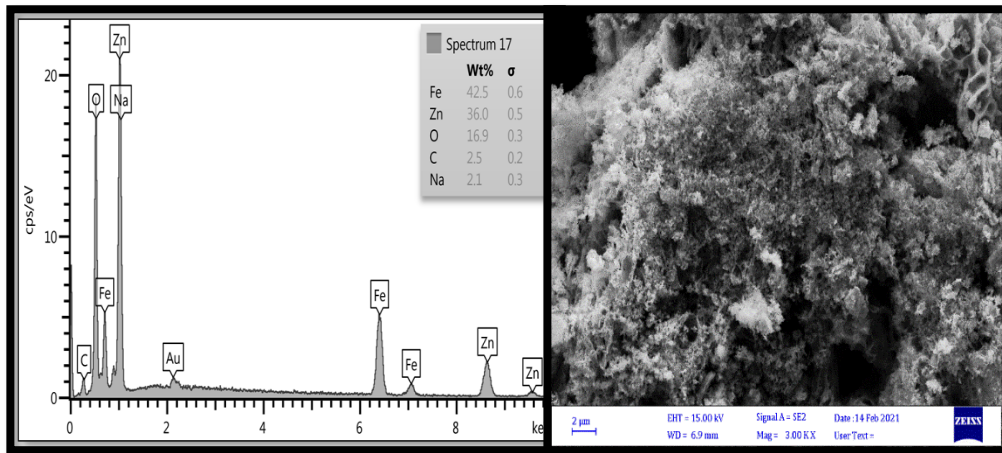 Spectrum 17
Wt% σ
Fe 42.5 0.6
Zn 36.0 0.5
O 16.9 0.3
C 2.5 0.2
Na 2.1 0.3
Zn
O
Na
Fe
C
Au
Fe
Fe
Zn
Zn
cps/eV
20
10
0
0 2 4 6 8 ke
2 µm
EHT = 15.00 kV Signal A = SE2 Date :14 Feb 2021
WD = 6.9 mm Mag = 3.00 K X User Text =
ZEISS